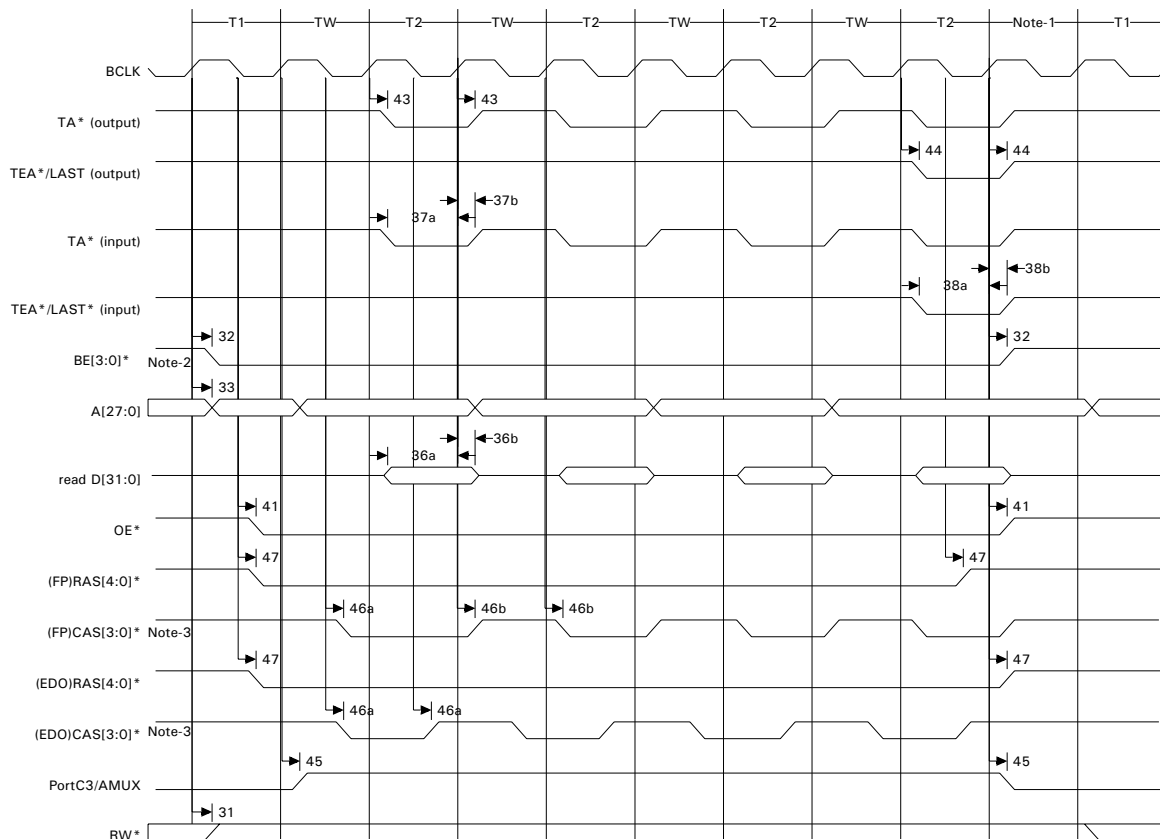 T1 TW T2 TW T2 TW T2 TW T2 Note-1 T1
BCLK
43 43
TA* (output)
44 44
TEA*/LAST (output)
37b
37a
TA* (input)
38b
38a
TEA*/LAST* (input)
32 32
BE[3:0]* Note-2
33
A[27:0]
36b
36a
read D[31:0]
41 41
OE*
47 47
(FP)RAS[4:0]*
46a 46b 46b
(FP)CAS[3:0]* Note-3
47 47
(EDO)RAS[4:0]*
46a 46a
(EDO)CAS[3:0]* Note-3
45 45
PortC3/AMUX
31
RW*